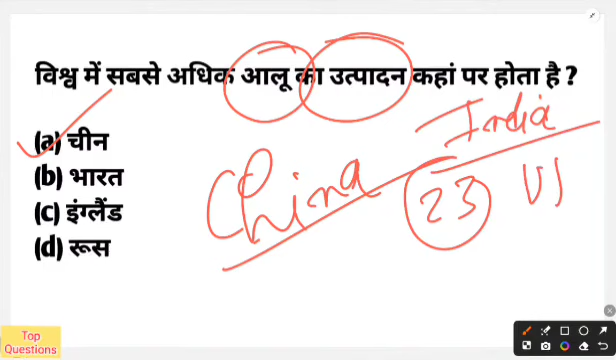 विश्व में सबसे अधिक आलू का उत्पादन कहां पर होता है ?
(a) चीन
(b) भारत
(c) इंग्लैंड
(d) रूस
India
China
23
Top
Questions